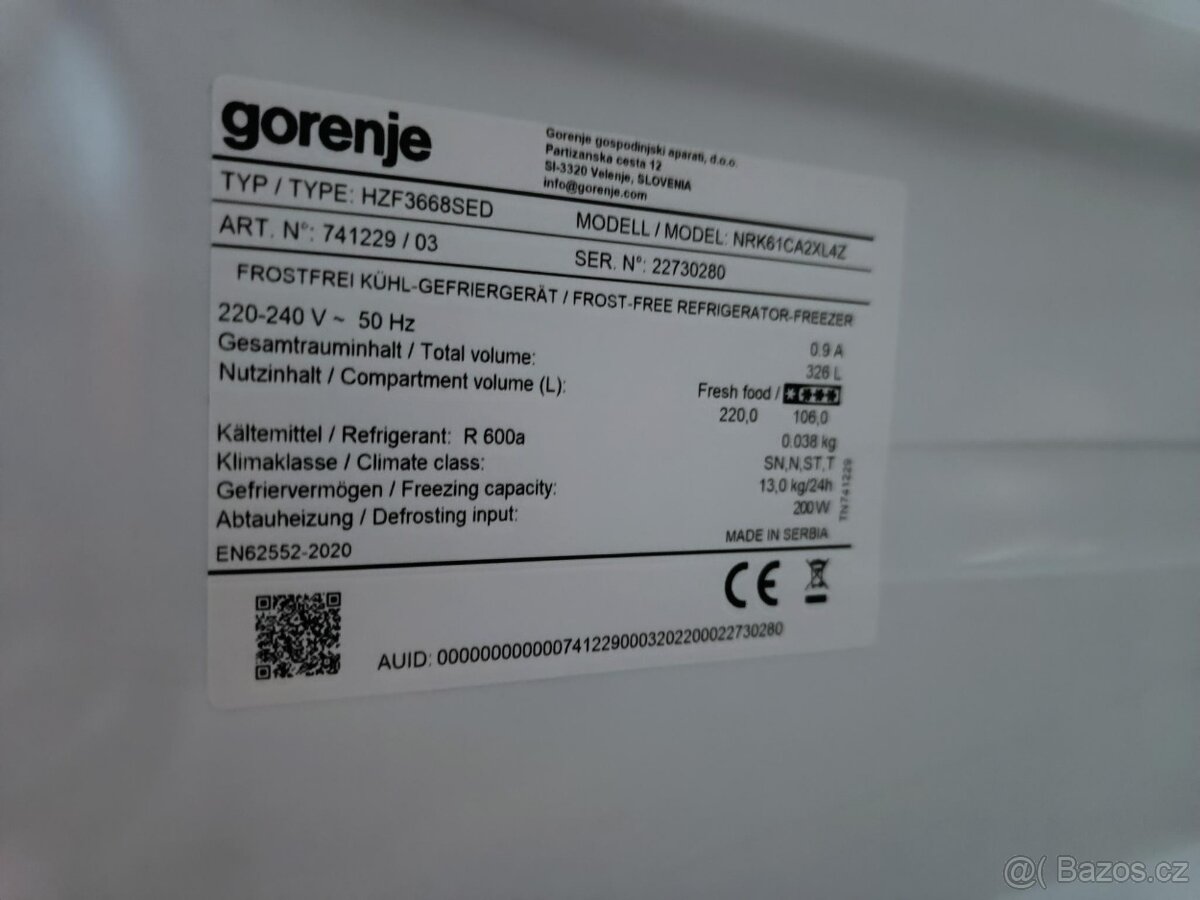 gorenje
Gorenje gospodinjski aparati, d.o.o.
Partizanska cesta 12
SI-3320 Velenje, SLOVENIA
info@gorenje.com
TYP / TYPE: HZF3668SED MODELL / MODEL: NRK61CA2XL4Z
ART. N°: 741229 / 03 SER. N°: 22730280
FROSTFREI KÜHL-GEFRIERGERÄT / FROST-FREE REFRIGERATOR-FREEZER
220-240 V ~ 50 Hz 0.9 A
Gesamtrauminhalt / Total volume: 326 L
Nutzinhalt / Compartment volume (L): Fresh food /
220,0 106,0
Kältemittel / Refrigerant: R 600a 0.038 kg
Klimaklasse / Climate class: SN,N,ST,T
Gefriervermögen / Freezing capacity: 13,0 kg/24h
Abtauheizung / Defrosting input: 200 W
TN741229
EN62552-2020 MADE IN SERBIA
CE
AUID: 0000000000007412290003202200022730280
@( Bazos.cz